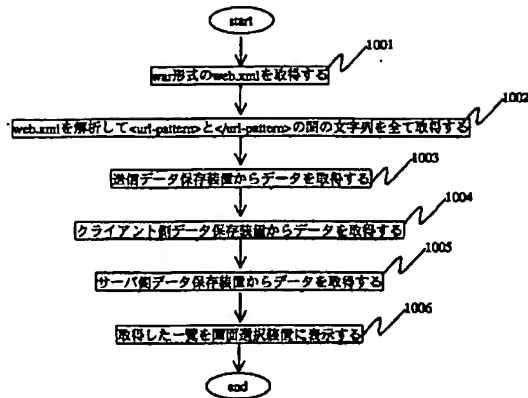 start
1001
war形式のweb.xmlを取得する
1002
web.xmlを解析して<url-pattern>と</url-pattern>の間の文字列を全て取得する
1003
送信データ保存装置からデータを取得する
1004
クライアント側データ保存装置からデータを取得する
1005
サーバ側データ保存装置からデータを取得する
1006
取得した一覧を画面選択装置に表示する
end